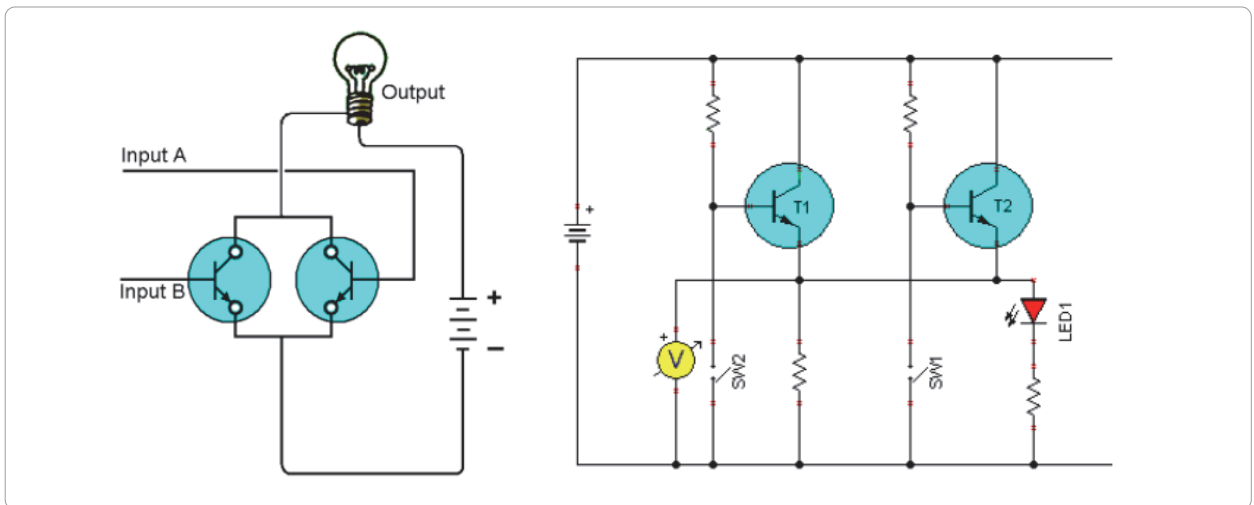 Output
Input A
Input B
+
−
+
T1
T2
+
V
SW2
SW1
LED1